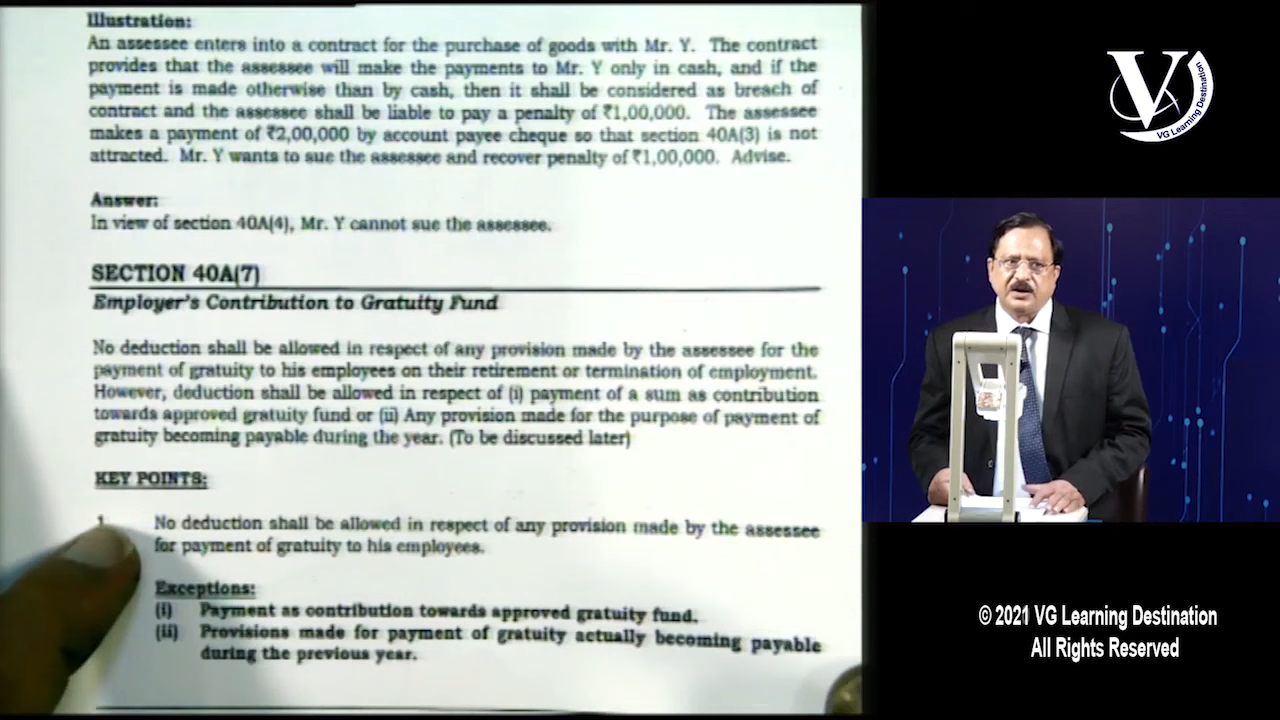 Illustration:
An assessee enters into a contract for the purchase of goods with Mr. Y. The contract
provides that the assessee will make the payments to Mr. Y only in cash, and if the
payment is made otherwise than by cash, then it shall be considered as breach of
contract and the assessee shall be liable to pay a penalty of ₹1,00,000. The assessee
makes a payment of ₹2,00,000 by account payee cheque so that section 40A(3) is not
attracted. Mr. Y wants to sue the assessee and recover penalty of ₹1,00,000. Advise.
Answer:
In view of section 40A(4), Mr. Y cannot sue the assessee.
SECTION 40A(7)
Employer's Contribution to Gratuity Fund
No deduction shall be allowed in respect of any provision made by the assessee for the
payment of gratuity to his employees on their retirement or termination of employment.
However, deduction shall be allowed in respect of (i) payment of a sum as contribution
towards approved gratuity fund or (ii) Any provision made for the purpose of payment of
gratuity becoming payable during the year. (To be discussed later)
KEY POINTS:
1 No deduction shall be allowed in respect of any provision made by the assessee
for payment of gratuity to his employees.
Exceptions:
(i) Payment as contribution towards approved gratuity fund.
(ii) Provisions made for payment of gratuity actually becoming payable
during the previous year.
V
VG Learning Destination
© 2021 VG Learning Destination
All Rights Reserved